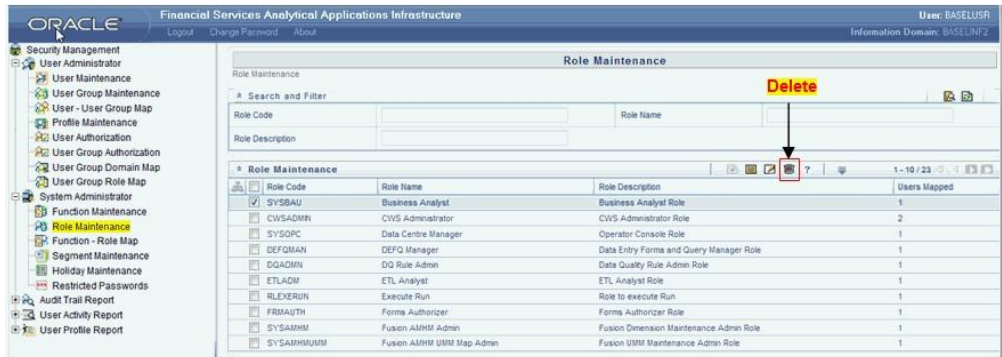 ORACLE
Financial Services Analytical Applications Infrastructure
User: BASELUSR
Logout Change Password About
Information Domain: BASELINF2
Security Management
User Administrator
User Maintenance
User Group Maintenance
User - User Group Map
Profile Maintenance
User Authorization
User Group Authorization
User Group Domain Map
User Group Role Map
System Administrator
Function Maintenance
Role Maintenance
Function - Role Map
Segment Maintenance
Holiday Maintenance
Restricted Passwords
Audit Trail Report
User Activity Report
User Profile Report
Role Maintenance
Role Maintenance
Delete
Search and Filter
Role Code
Role Name
Role Description
Role Maintenance
?
1 - 10 / 23
Role Code Role Name Role Description Users Mapped
SYSBAU Business Analyst Business Analyst Role 1
CWSADMN CWS Administrator CWS Administrator Role 2
SYSOPC Data Centre Manager Operator Console Role 1
DEFQMAN DEFQ Manager Data Entry Forms and Query Manager Role 1
DQADMN DQ Rule Admin Data Quality Rule Admin Role 1
ETLADM ETL Analyst ETL Analyst Role 1
RLEXERUN Execute Run Role to execute Run 1
FRMAUTH Forms Authorizer Forms Authorizer Role 1
SYSAMHM Fusion AMHM Admin Fusion Dimension Maintenance Admin Role 1
SYSAMHMUMM Fusion AMHM UMM Map Admin Fusion UMM Maintenance Admin Role 1